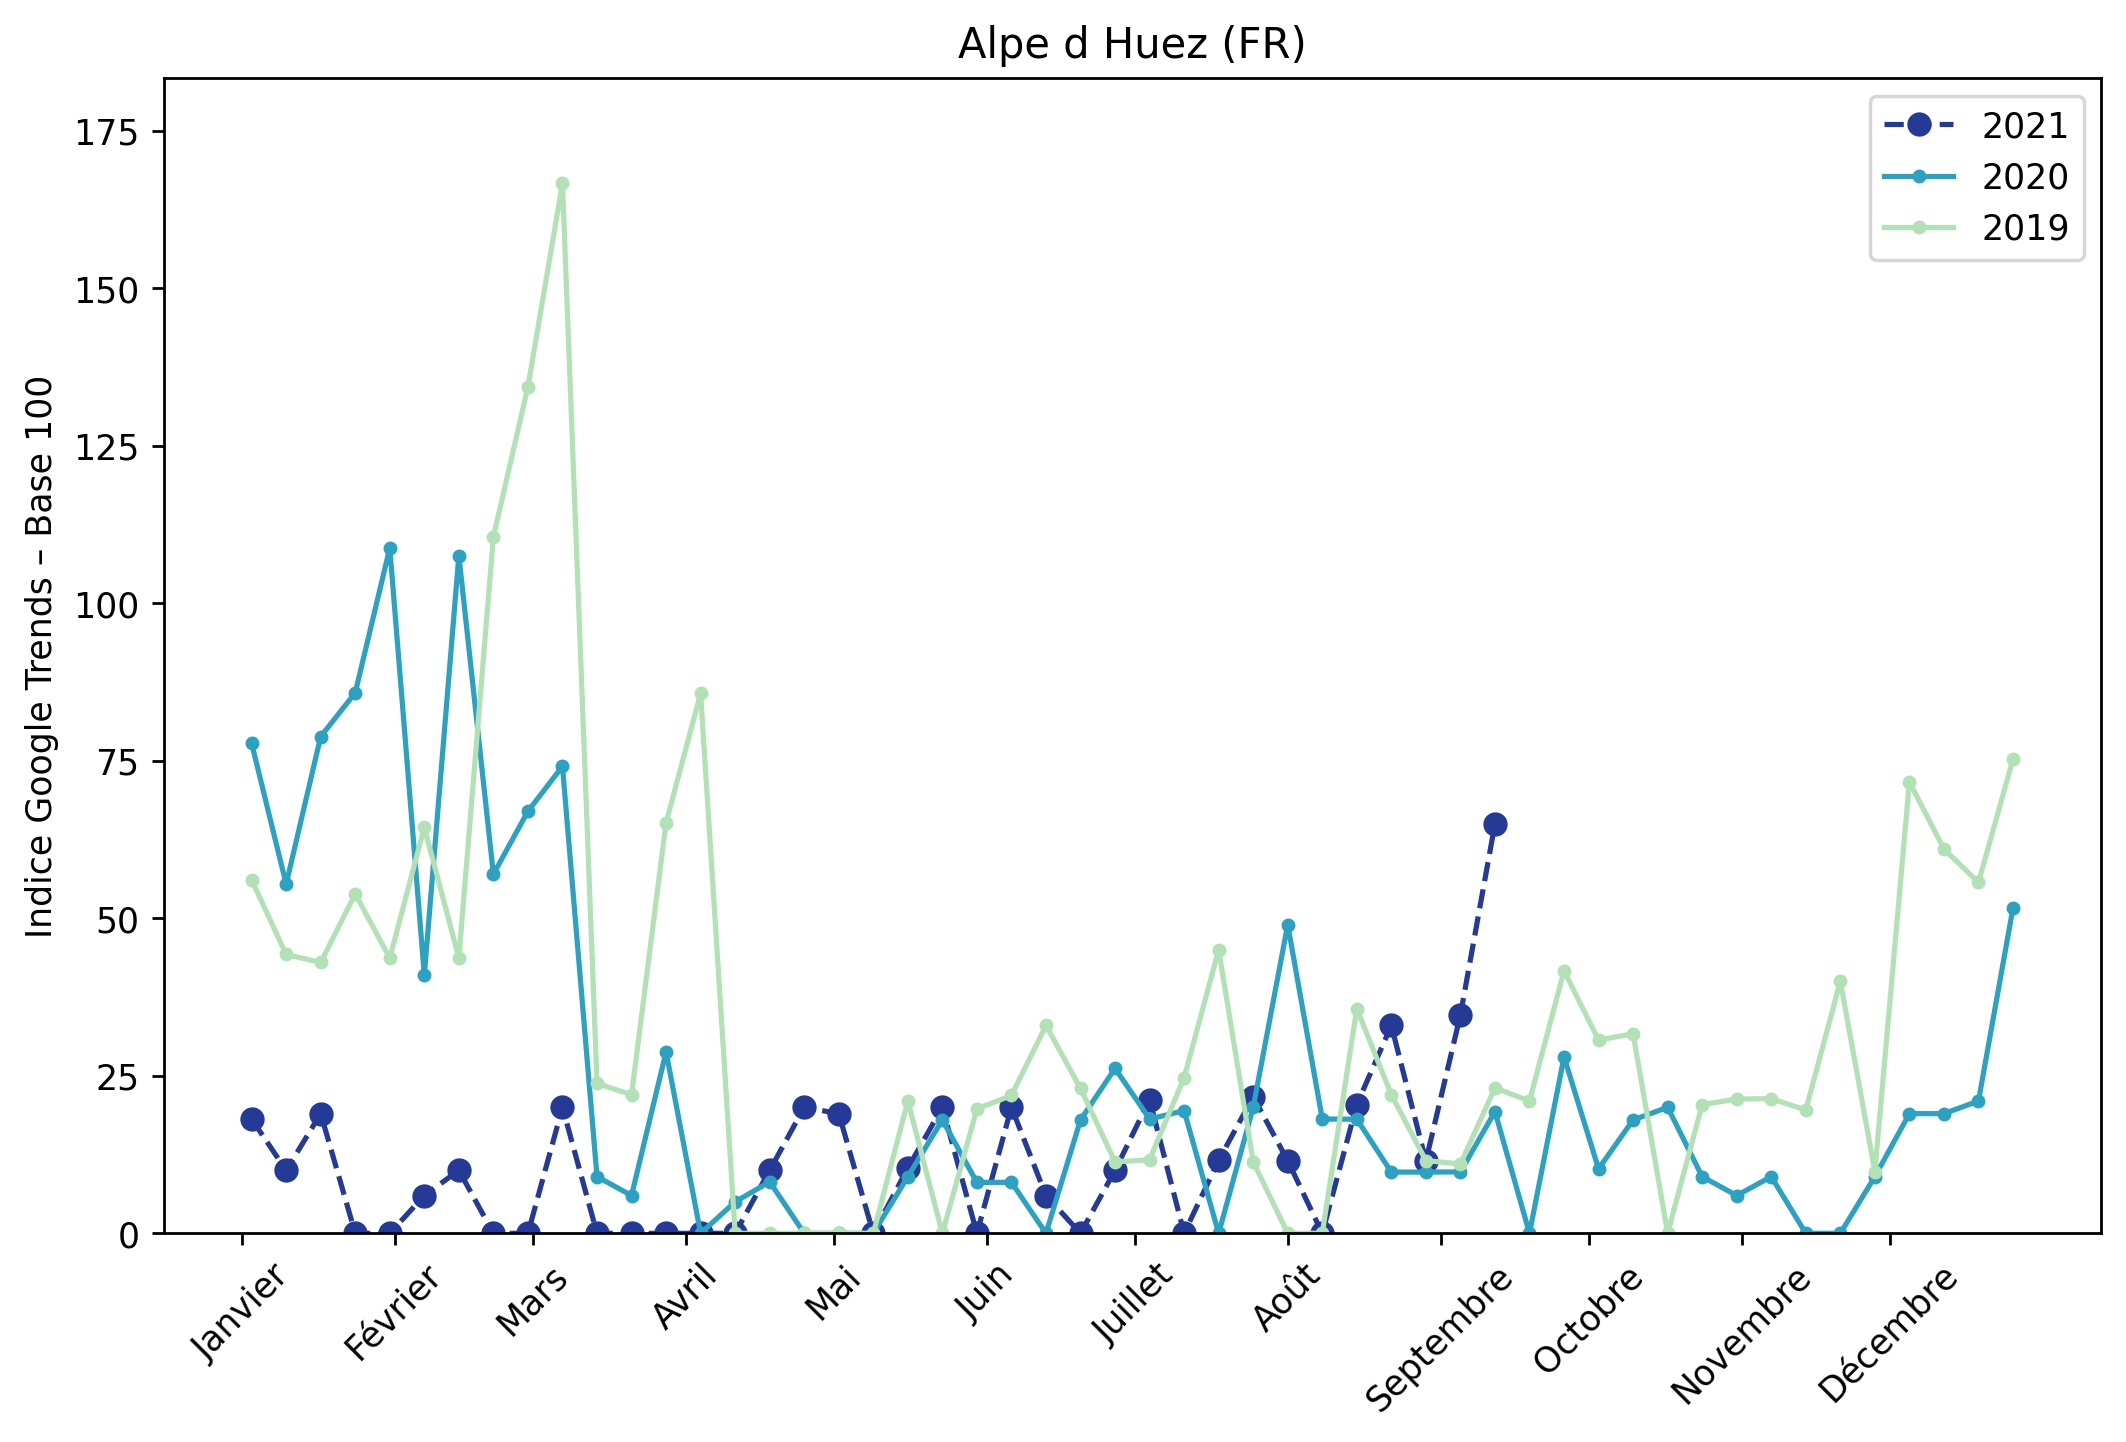 Alpe d Huez (FR)
2021
2020
2019
Indice Google Trends – Base 100
175
150
125
100
75
50
25
0
Janvier
Février
Mars
Avril
Mai
Juin
Juillet
Août
Septembre
Octobre
Novembre
Décembre